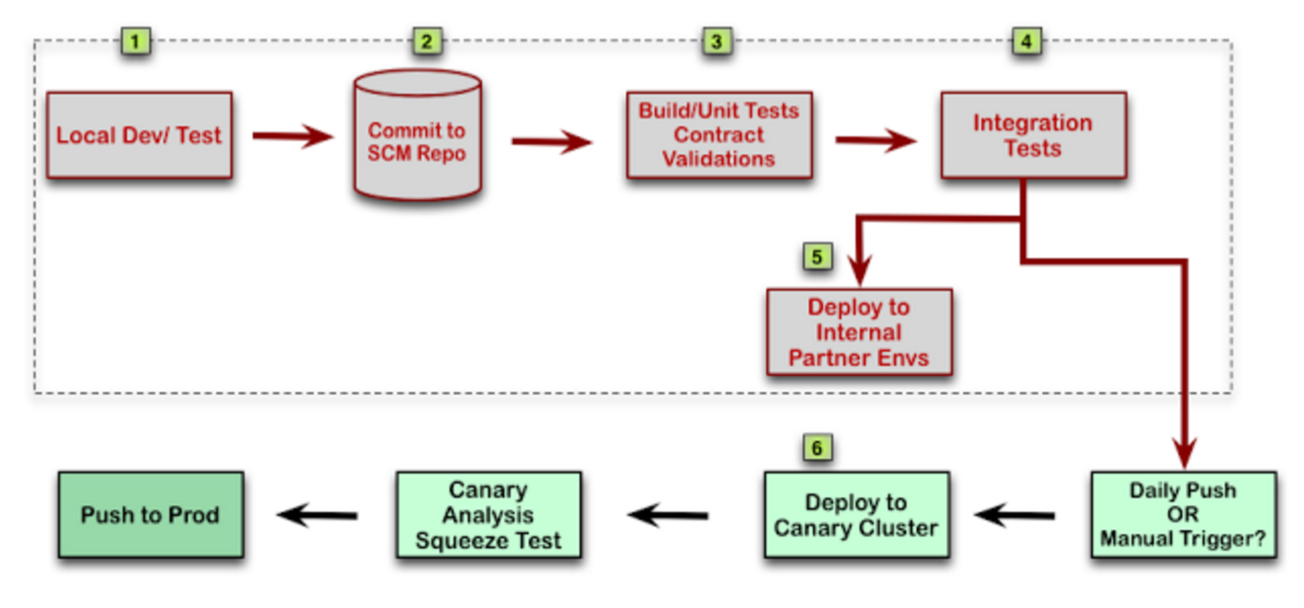 1
2
3
4
Local Dev/ Test
Commit to
SCM Repo
Build/Unit Tests
Contract
Validations
Integration
Tests
5
Deploy to
Internal
Partner Envs
6
Daily Push
OR
Manual Trigger?
Deploy to
Canary Cluster
Canary
Analysis
Squeeze Test
Push to Prod